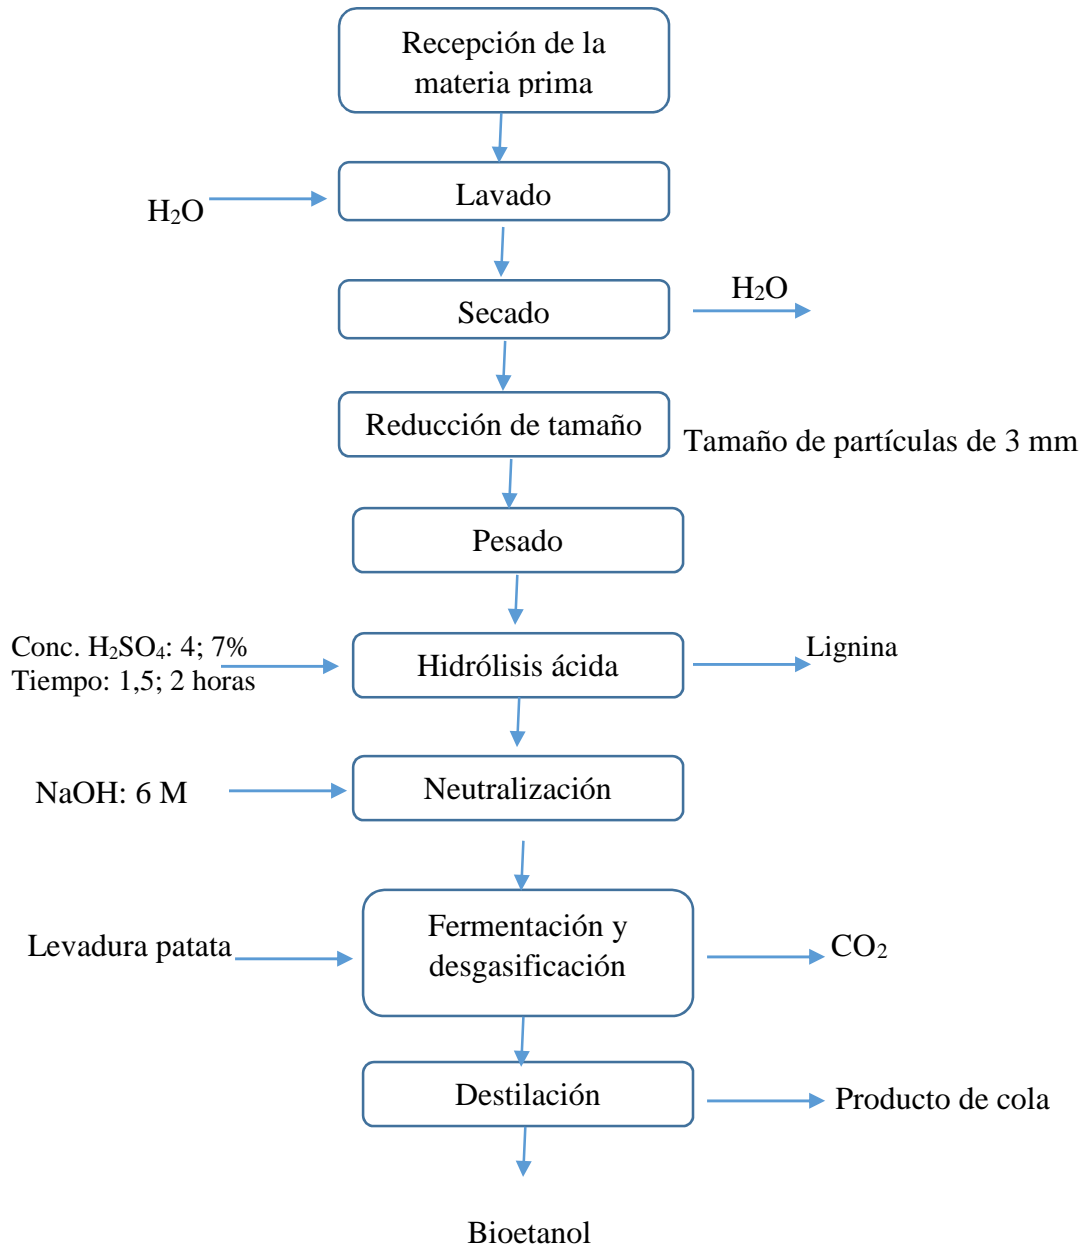 Recepción de la
materia prima
H₂O
Lavado
H₂O
Secado
Reducción de tamaño
Tamaño de partículas de 3 mm
Pesado
Conc. H₂SO₄: 4; 7%
Tiempo: 1,5; 2 horas
Hidrólisis ácida
Lignina
NaOH: 6 M
Neutralización
Levadura patata
Fermentación y
desgasificación
CO₂
Destilación
Producto de cola
Bioetanol